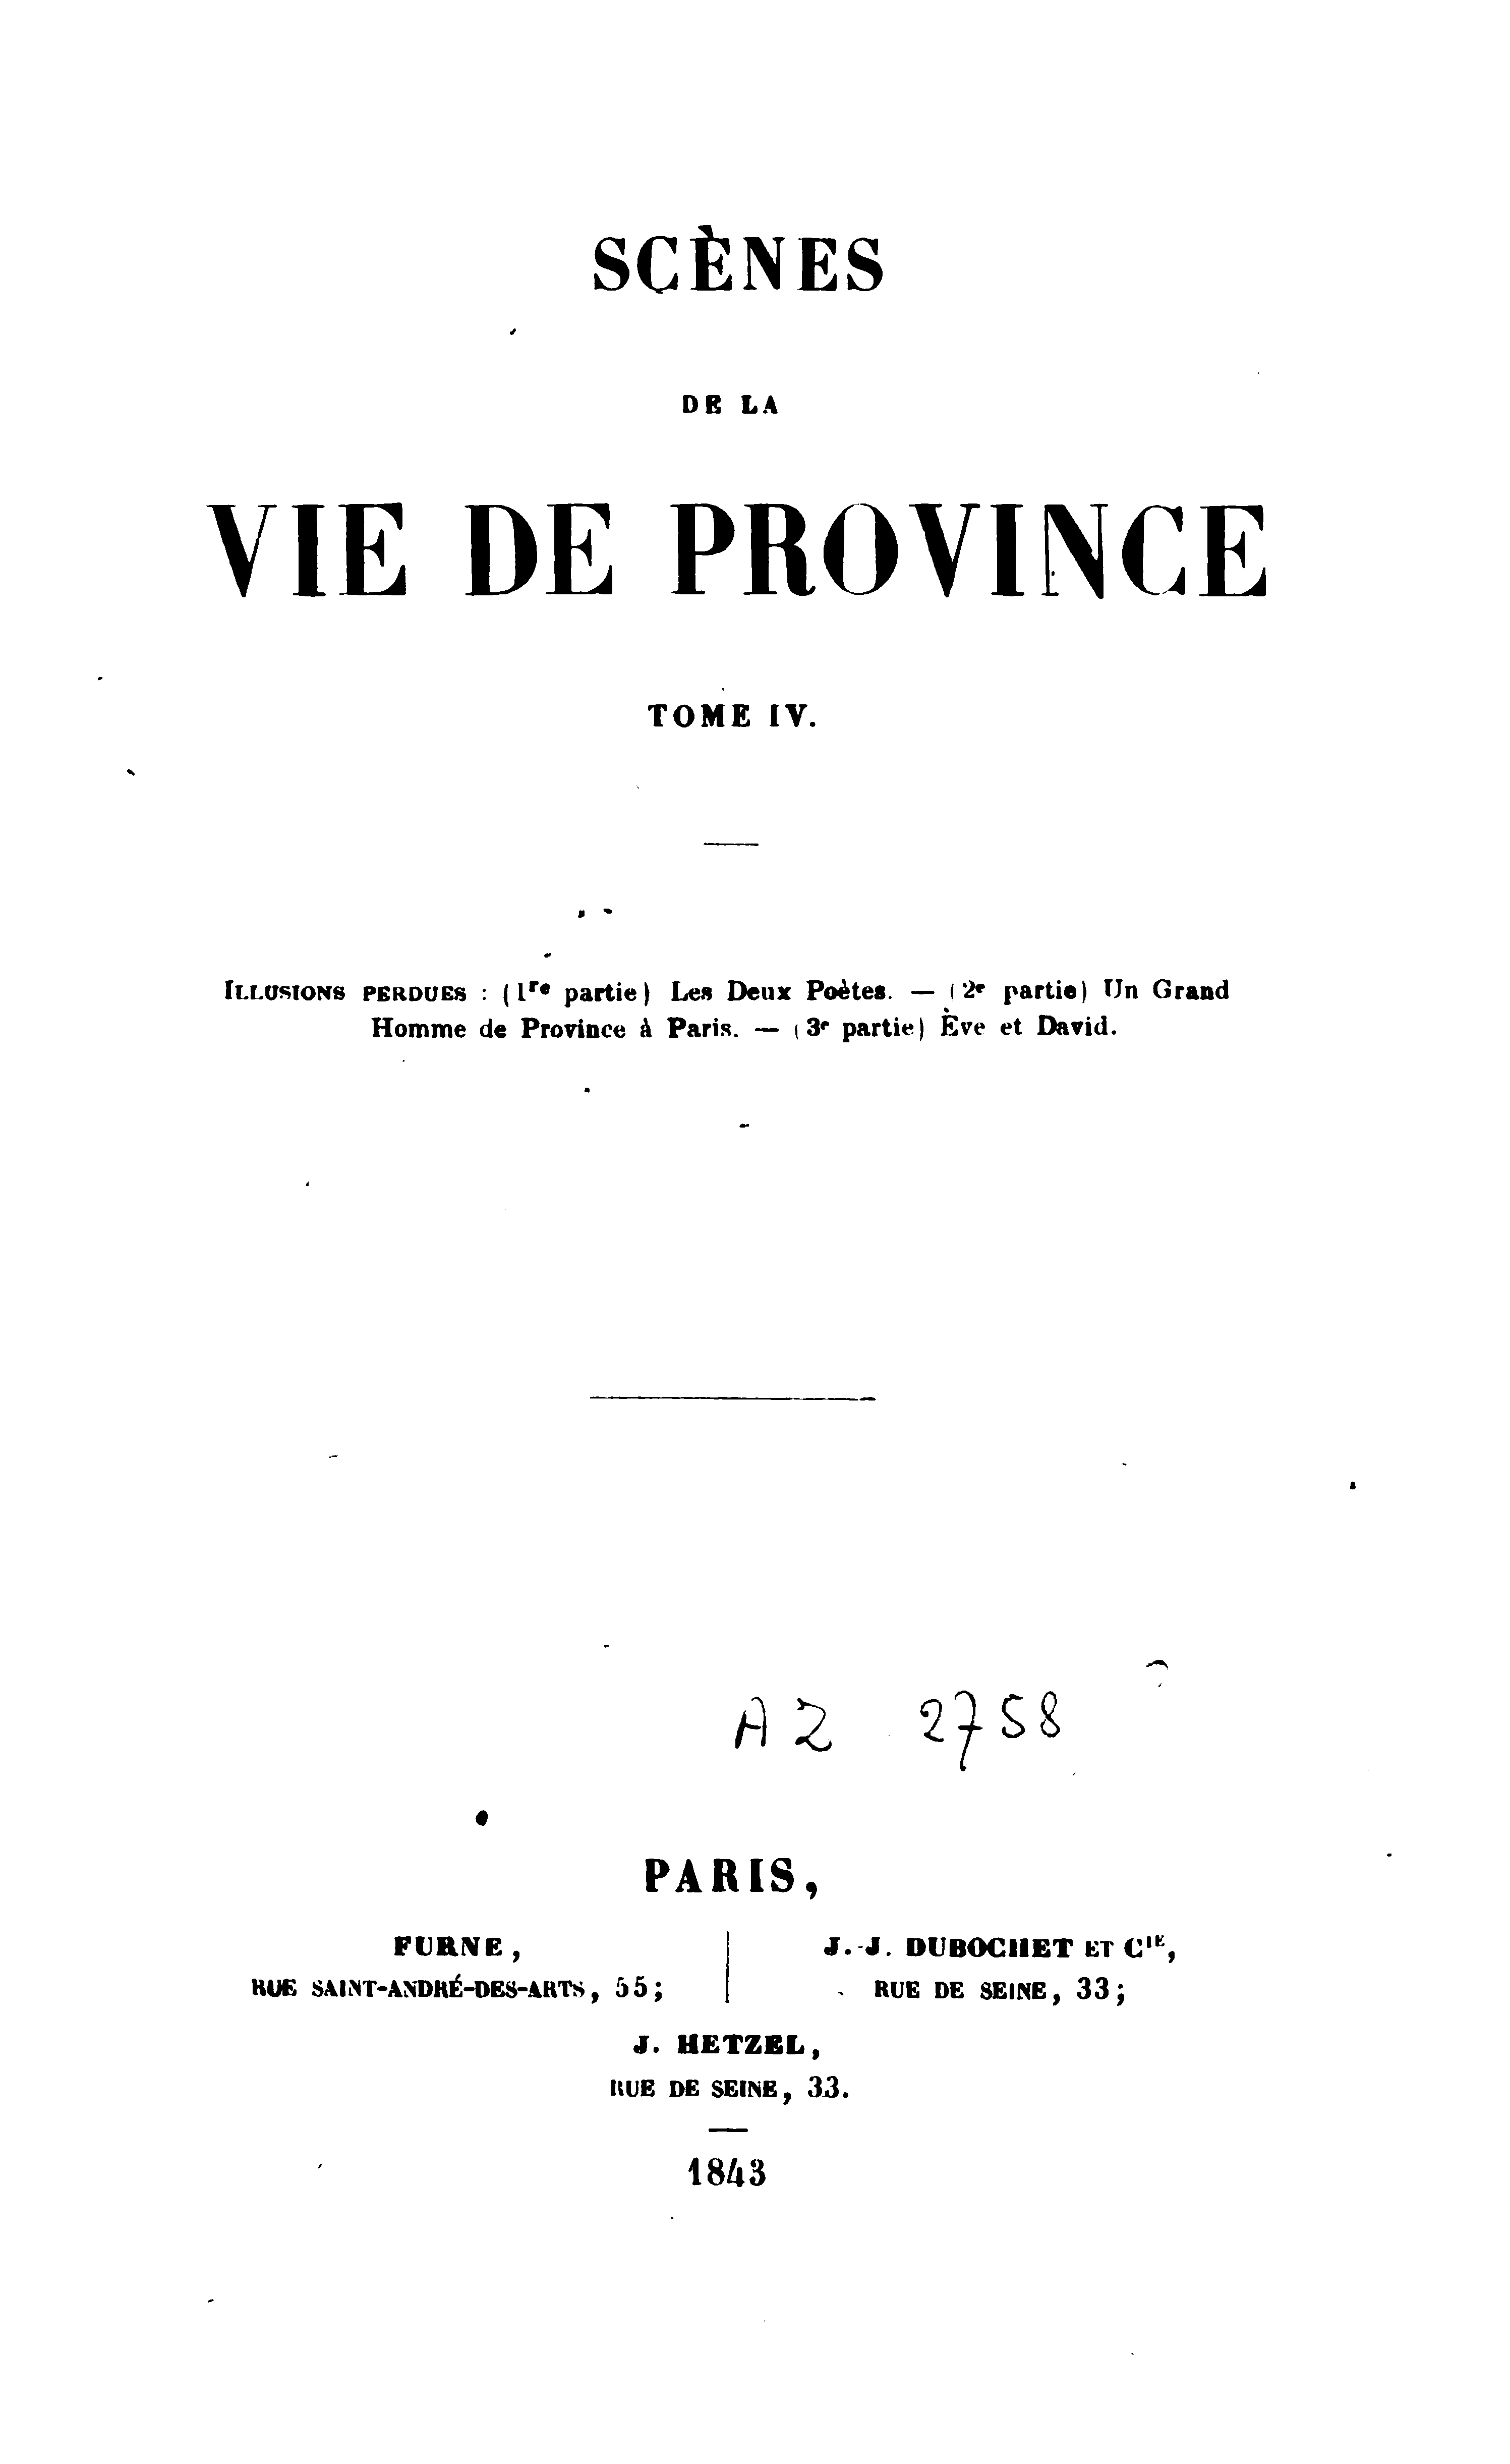 SCÈNES
DE LA
VIE DE PROVINCE
TOME IV.
ILLUSIONS PERDUES : (1re partie) Les Deux Poètes. — (2e partie) Un Grand
Homme de Province à Paris. — (3e partie) Ève et David.
AZ 2758
PARIS,
FURNE,
RUE SAINT-ANDRÉ-DES-ARTS, 55;
J.-J. DUBOCHET ET CIE,
RUE DE SEINE, 33;
J. HETZEL,
RUE DE SEINE, 33.
1843